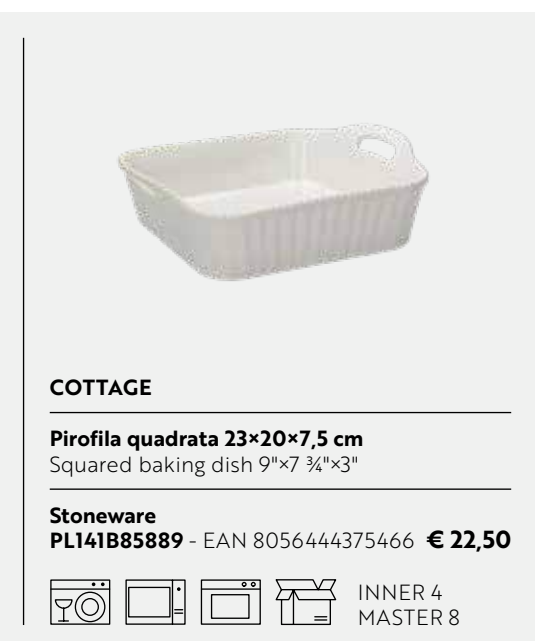 COTTAGE
Pirofila quadrata 23×20×7,5 cm
Squared baking dish 9"×7 ¾"×3"
Stoneware
PL141B85889 - EAN 8056444375466 € 22,50
INNER 4
MASTER 8